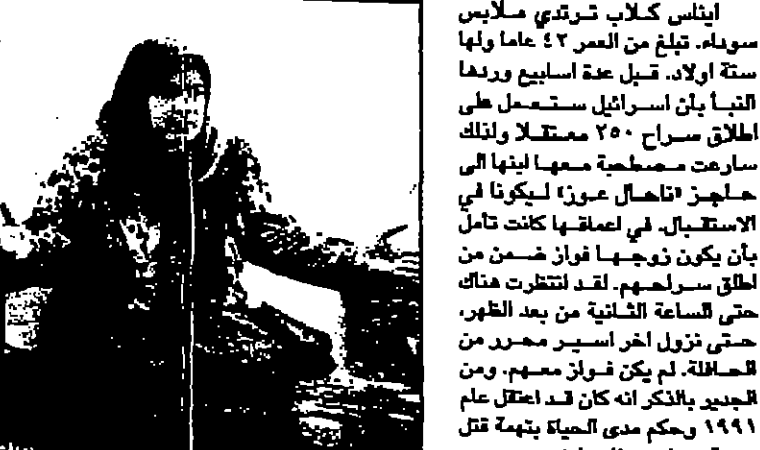 ايناس كلاب ترتدي ملابس
سوداء. تبلغ من العمر ٤٢ عاما ولها
ستة اولاد. قبل عدة اسابيع وردها
النبأ بأن اسرائيل ستعمل على
اطلاق سراح ٢٥٠ معتقلا ولذلك
سارعت مصطحبة معها ابنها الى
حاجز «ناحال عوز» ليكونا في
الاستقبال. في اعماقها كانت تأمل
بأن يكون زوجها فواز ضمن من
اطلق سراحهم. لقد انتظرت هناك
حتى الساعة الثانية من بعد الظهر،
حتى نزول اخر اسير محرر من
الحافلة. لم يكن فواز معهم. ومن
الجدير بالذكر انه كان قد اعتقل عام
١٩٩١ وحكم مدى الحياة بتهمة قتل